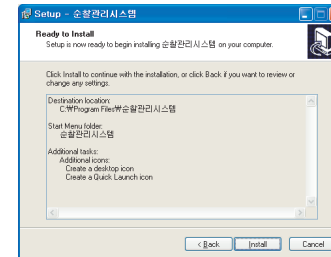 Setup - 순찰관리시스템
Ready to Install
Setup is now ready to begin installing 순찰관리시스템 on your computer.
Click Install to continue with the installation, or click Back if you want to review or
change any settings.
Destination location:
C:₩Program Files₩순찰관리시스템
Start Menu folder:
순찰관리시스템
Additional tasks:
Additional icons:
Create a desktop icon
Create a Quick Launch icon
< Back
Install
Cancel